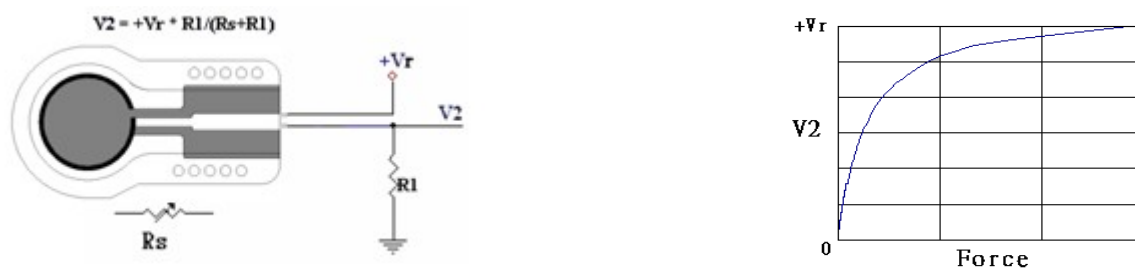 V2 = +Vr * R1/(Rs+R1)
+Vr
V2
R1
Rs
+Vr
V2
0
Force